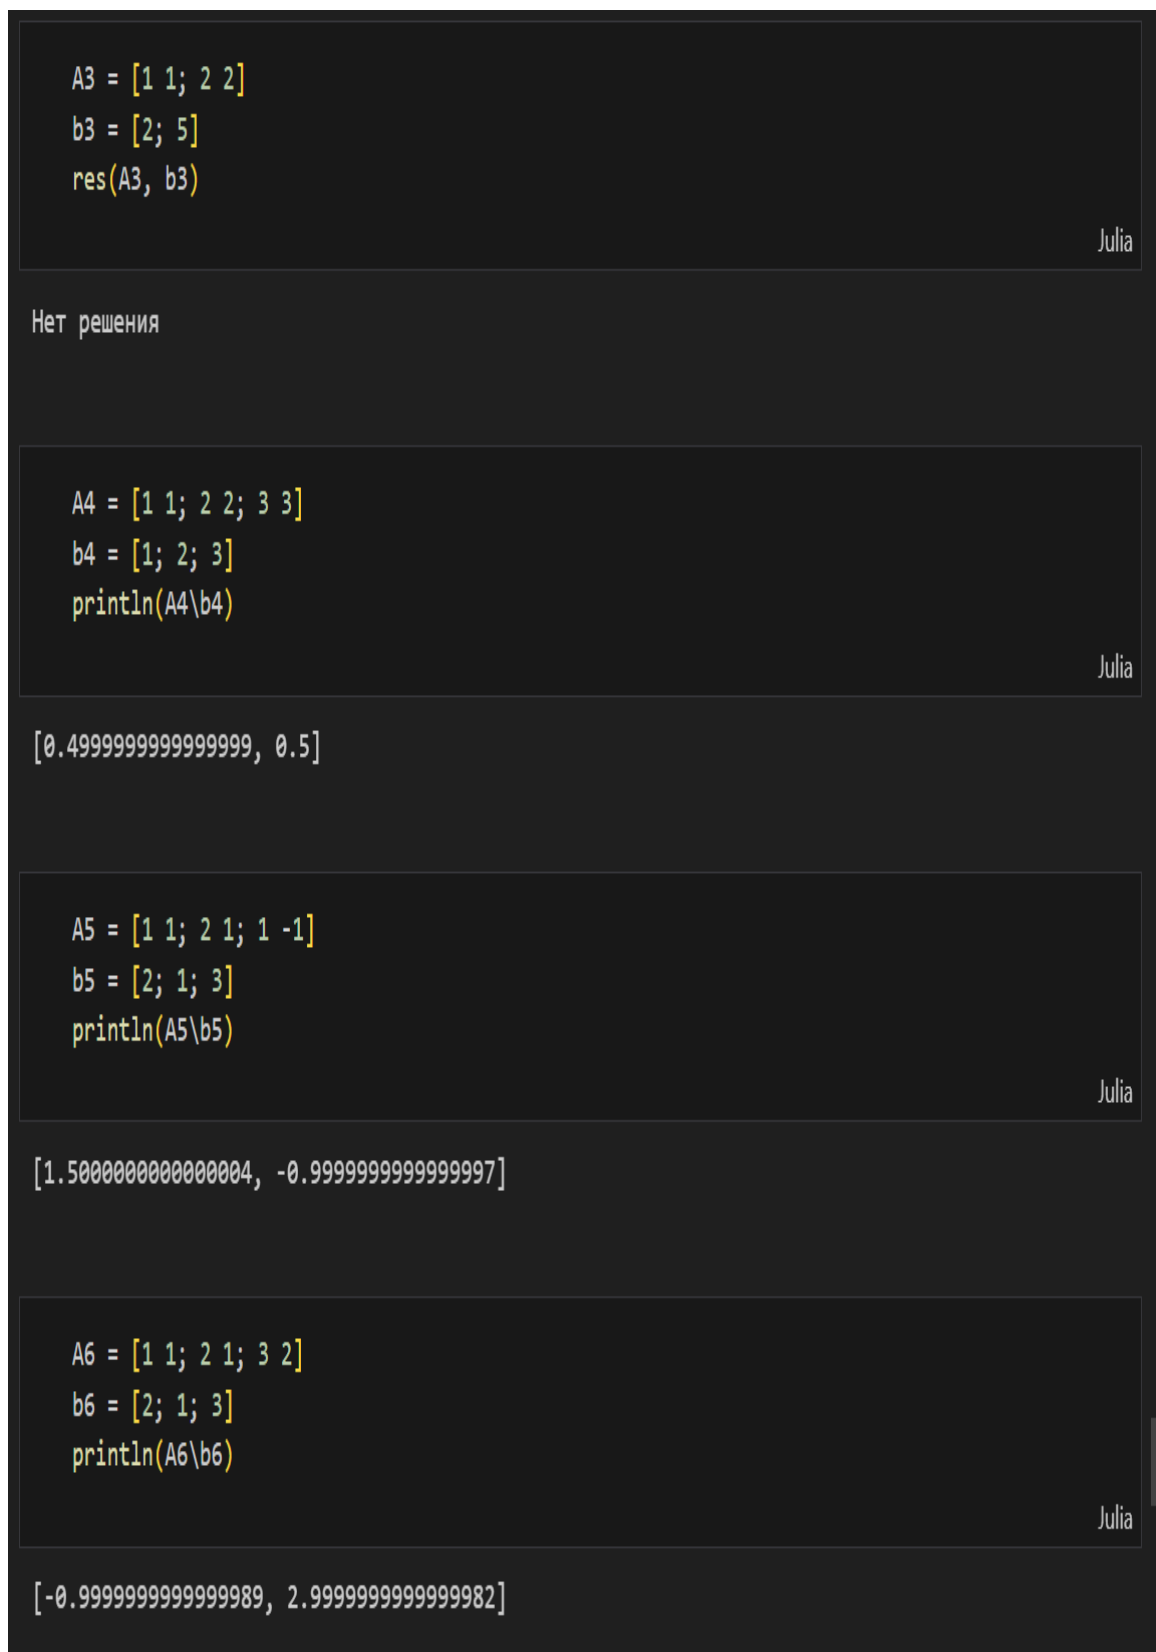 A3 = [1 1; 2 2]
b3 = [2; 5]
res(A3, b3)
Julia
Нет решения
A4 = [1 1; 2 2; 3 3]
b4 = [1; 2; 3]
println(A4\b4)
Julia
[0.4999999999999999, 0.5]
A5 = [1 1; 2 1; 1 -1]
b5 = [2; 1; 3]
println(A5\b5)
Julia
[1.5000000000000004, -0.9999999999999997]
A6 = [1 1; 2 1; 3 2]
b6 = [2; 1; 3]
println(A6\b6)
Julia
[-0.9999999999999989, 2.9999999999999982]